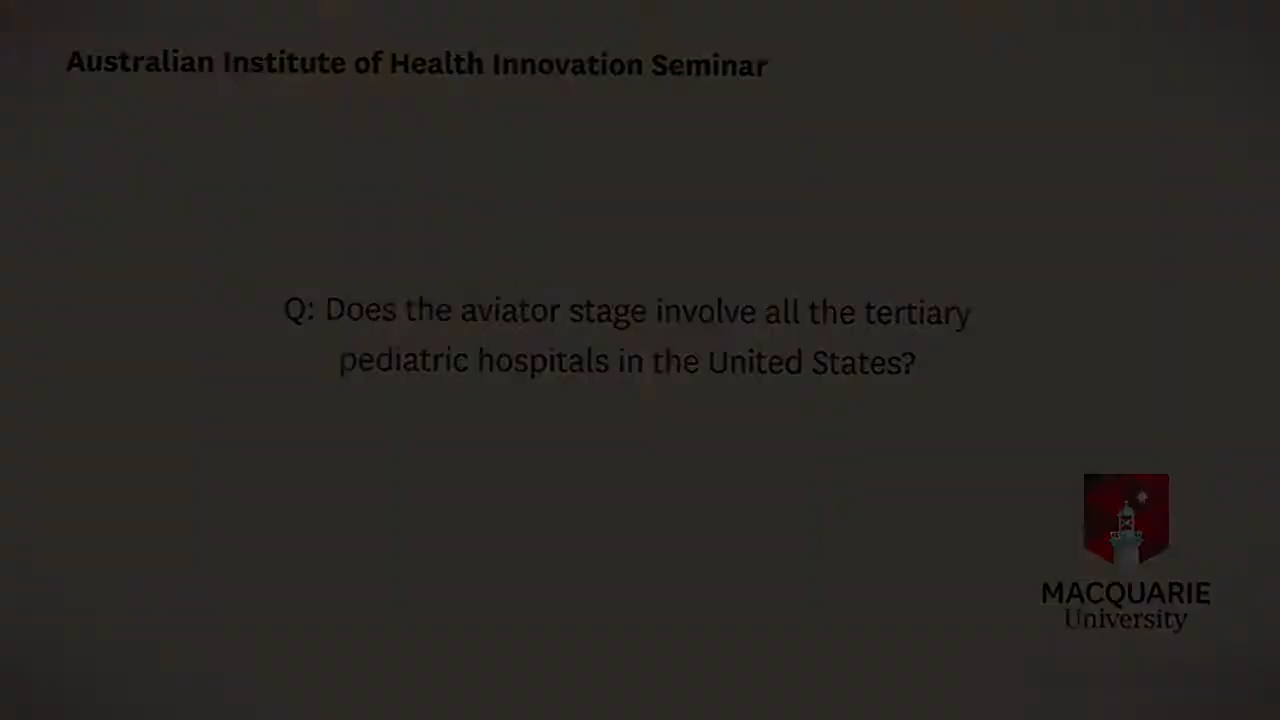 Australian Institute of Health Innovation Seminar
Q: Does the aviator stage involve all the tertiary
pediatric hospitals in the United States?
MACQUARIE
University